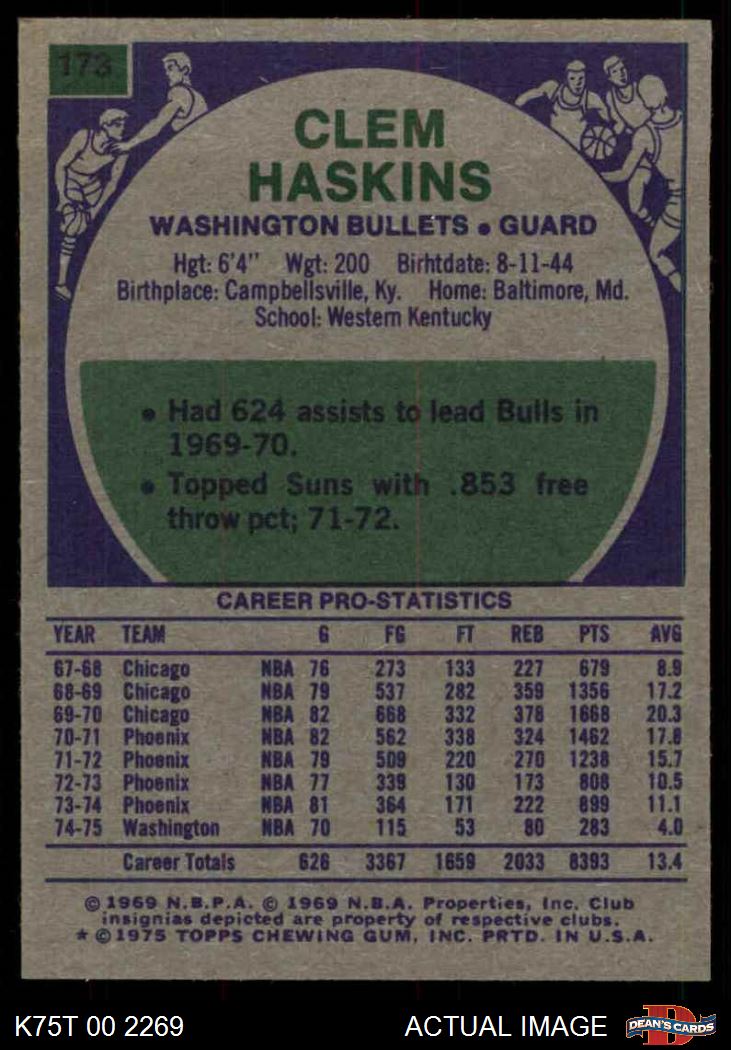 173
CLEM
HASKINS
WASHINGTON BULLETS • GUARD
Hgt: 6'4" Wgt: 200 Birhtdate: 8-11-44
Birthplace: Campbellsville, Ky. Home: Baltimore, Md.
School: Western Kentucky
• Had 624 assists to lead Bulls in
1969-70.
• Topped Suns with .853 free
throw pct; 71-72.
CAREER PRO-STATISTICS
YEAR TEAM G FG FT REB PTS AVG
67-68 Chicago NBA 76 273 133 227 679 8.9
68-69 Chicago NBA 79 537 282 359 1356 17.2
69-70 Chicago NBA 82 668 332 378 1668 20.3
70-71 Phoenix NBA 82 562 338 324 1462 17.8
71-72 Phoenix NBA 79 509 220 270 1238 15.7
72-73 Phoenix NBA 77 339 130 173 808 10.5
73-74 Phoenix NBA 81 364 171 222 899 11.1
74-75 Washington NBA 70 115 53 80 283 4.0
Career Totals 626 3367 1659 2033 8393 13.4
© 1969 N.B.P.A. © 1969 N.B.A. Properties, Inc. Club
insignias depicted are property of respective clubs.
* © 1975 TOPPS CHEWING GUM, INC. PRTD. IN U.S.A.
K75T 00 2269 ACTUAL IMAGE D DEAN'S CARDS